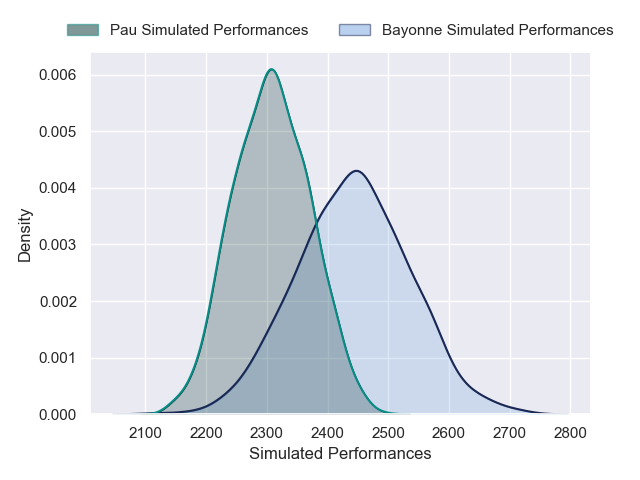 Pau Simulated Performances
Bayonne Simulated Performances
0.006
0.005
0.004
0.003
0.002
0.001
0.000
Density
2100 2200 2300 2400 2500 2600 2700 2800
Simulated Performances